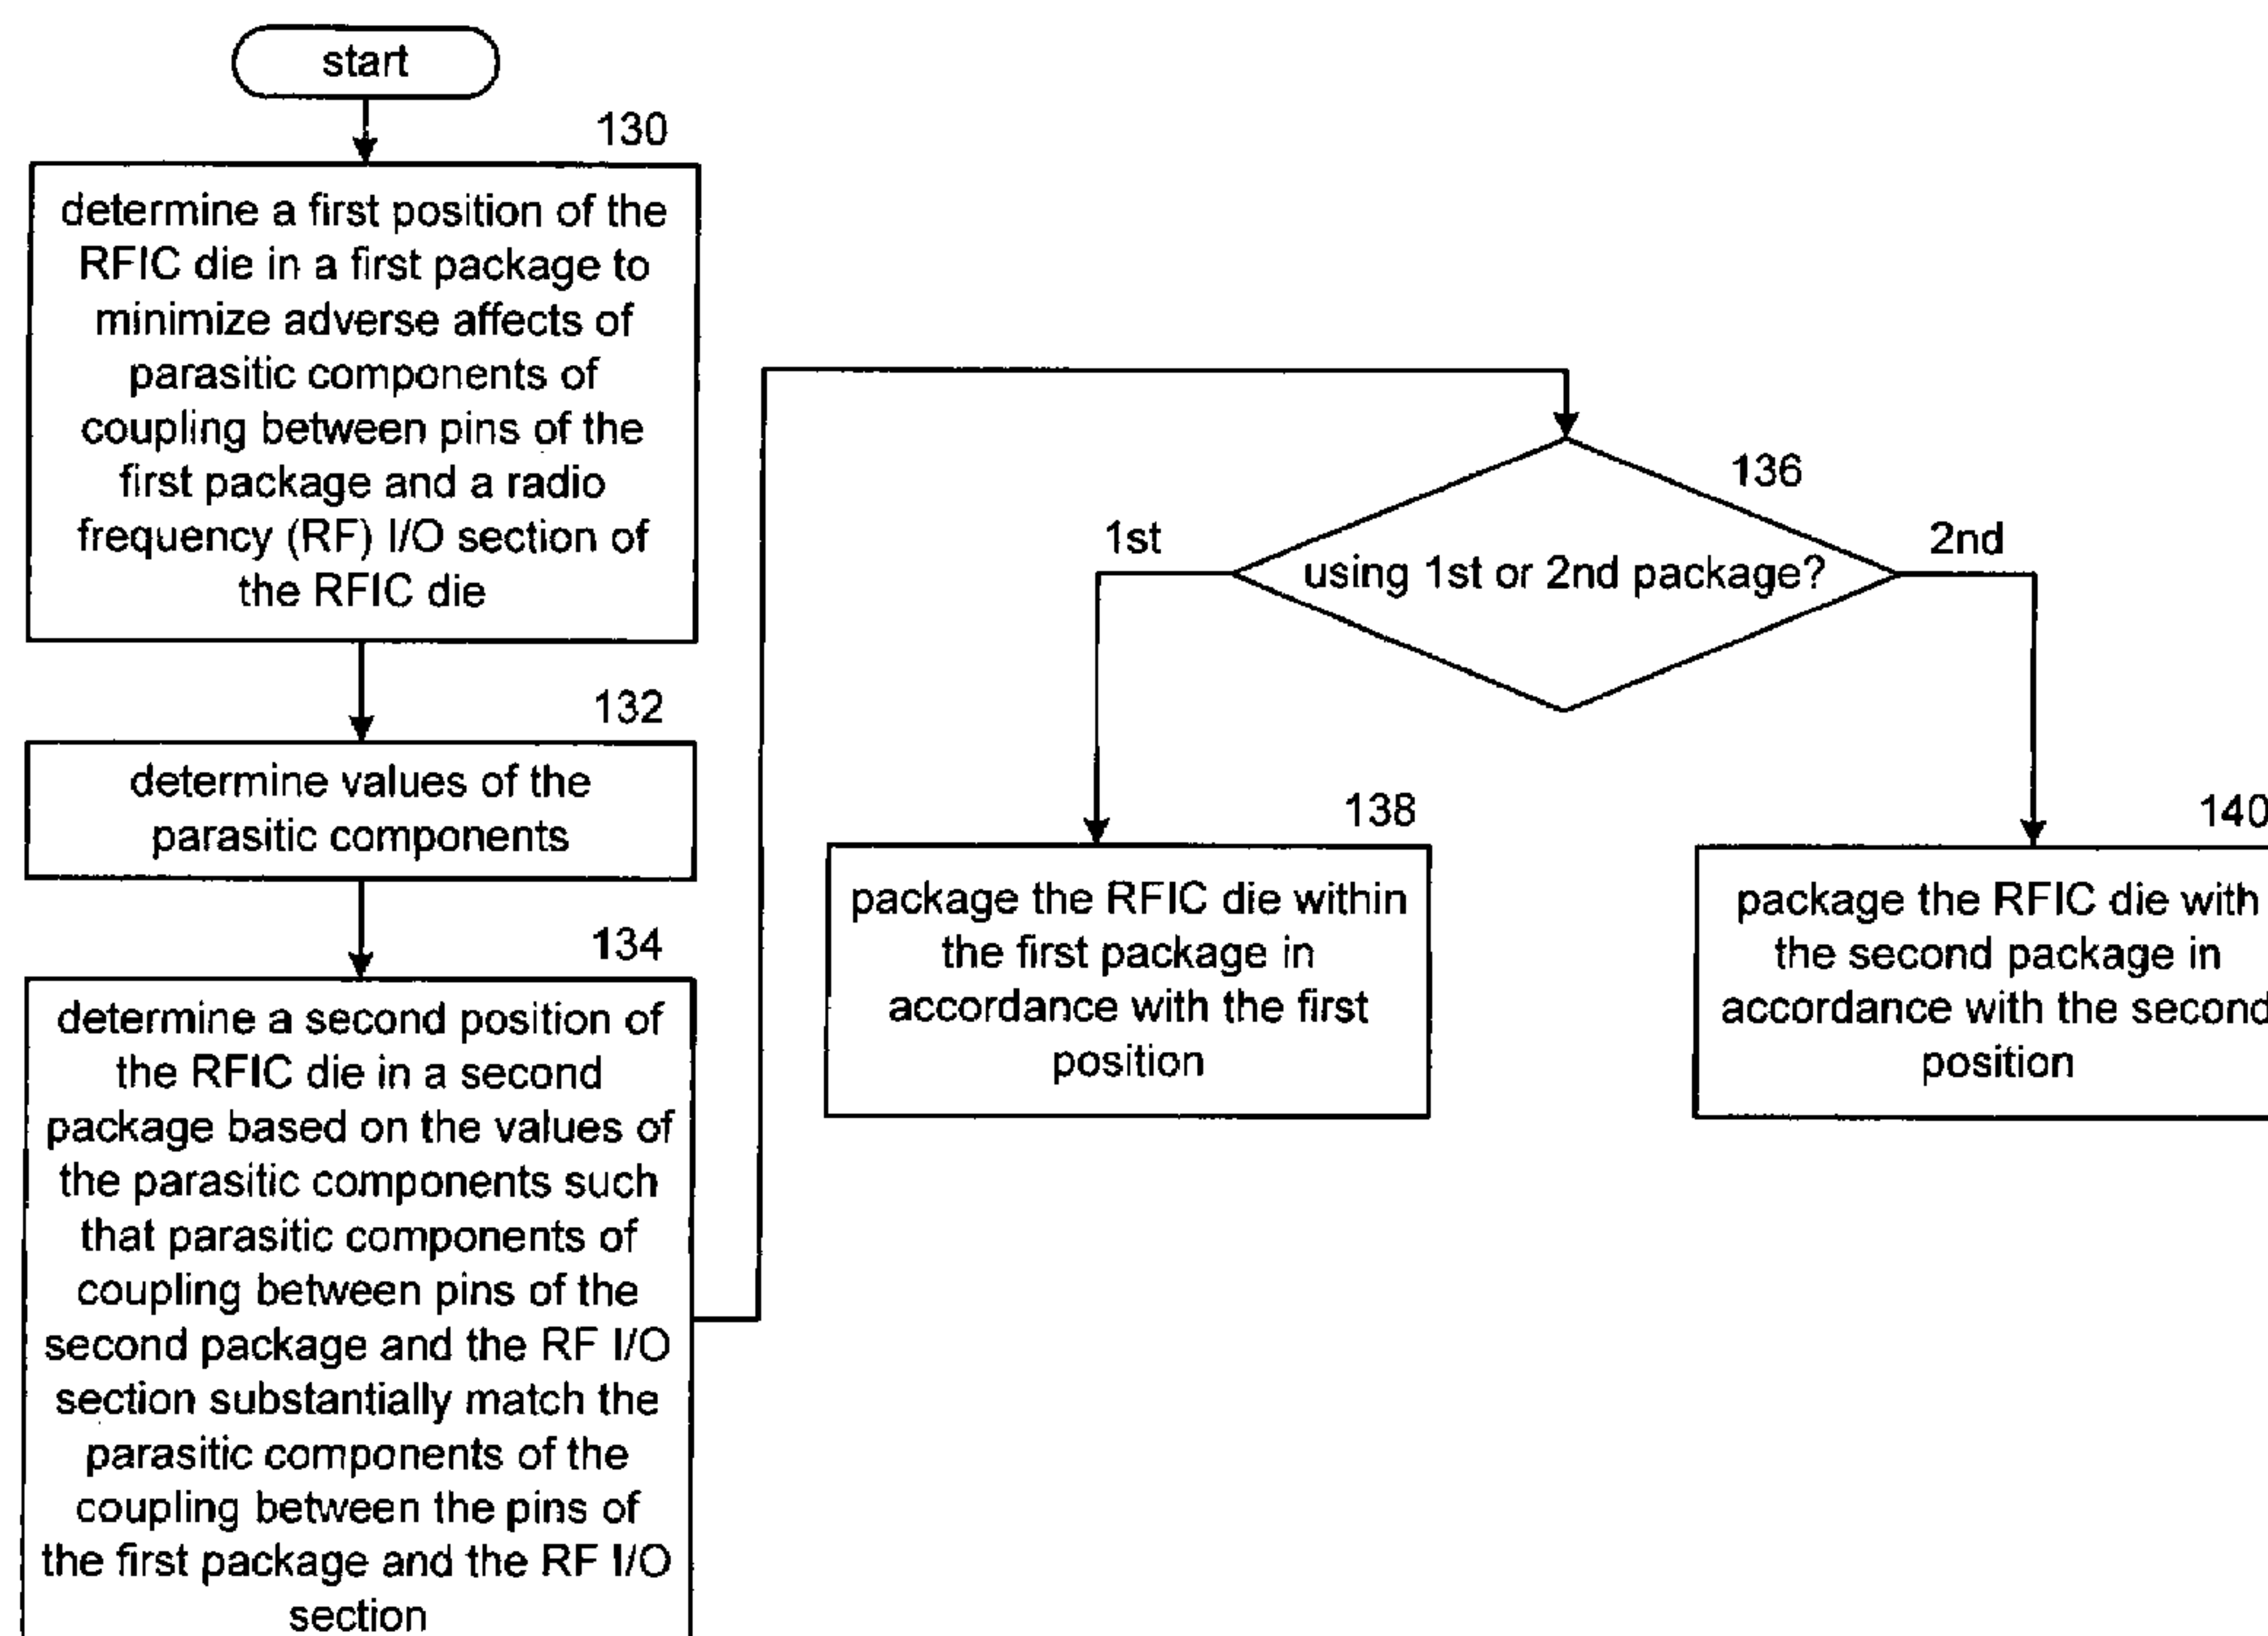 start
130
determine a first position of the
RFIC die in a first package to
minimize adverse affects of
parasitic components of
coupling between pins of the
first package and a radio
frequency (RF) I/O section of
the RFIC die
132
determine values of the
parasitic components
134
determine a second position of
the RFIC die in a second
package based on the values of
the parasitic components such
that parasitic components of
coupling between pins of the
second package and the RF I/O
section substantially match the
parasitic components of the
coupling between the pins of
the first package and the RF I/O
section
136
1st
using 1st or 2nd package?
2nd
138
package the RFIC die within
the first package in
accordance with the first
position
140
package the RFIC die with
the second package in
accordance with the second
position